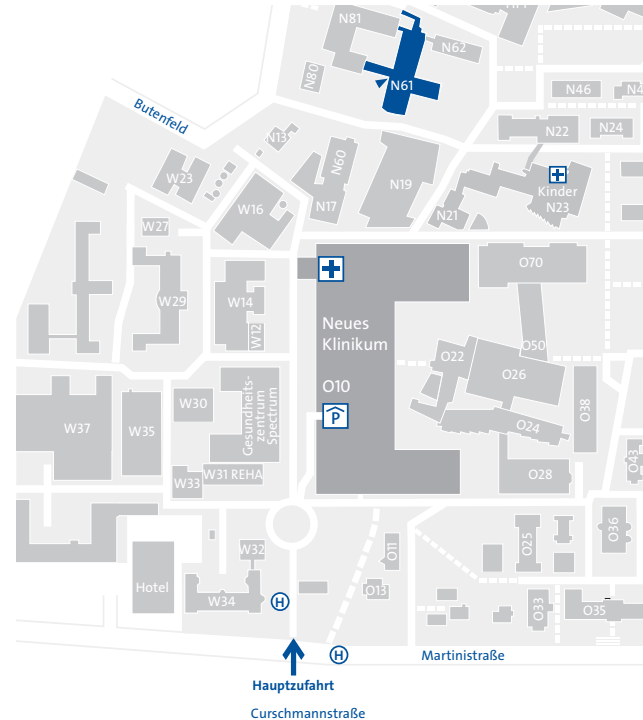 N81
N62
N80
N61
N46
N22
N24
Butenfeld
N13
N60
W23
N19
Kinder
N23
W16
N17
N21
W27
O70
W29
W14
Neues
Klinikum
W12
O22
O50
O26
O10
W30
Gesundheits-
zentrum
Spectrum
P
O38
W37
W35
O24
O43
W31 REHA
W33
O28
O36
O25
O11
W32
Hotel
O13
W34
H
O33
O35
H
Martinistraße
Hauptzufahrt
Curschmannstraße